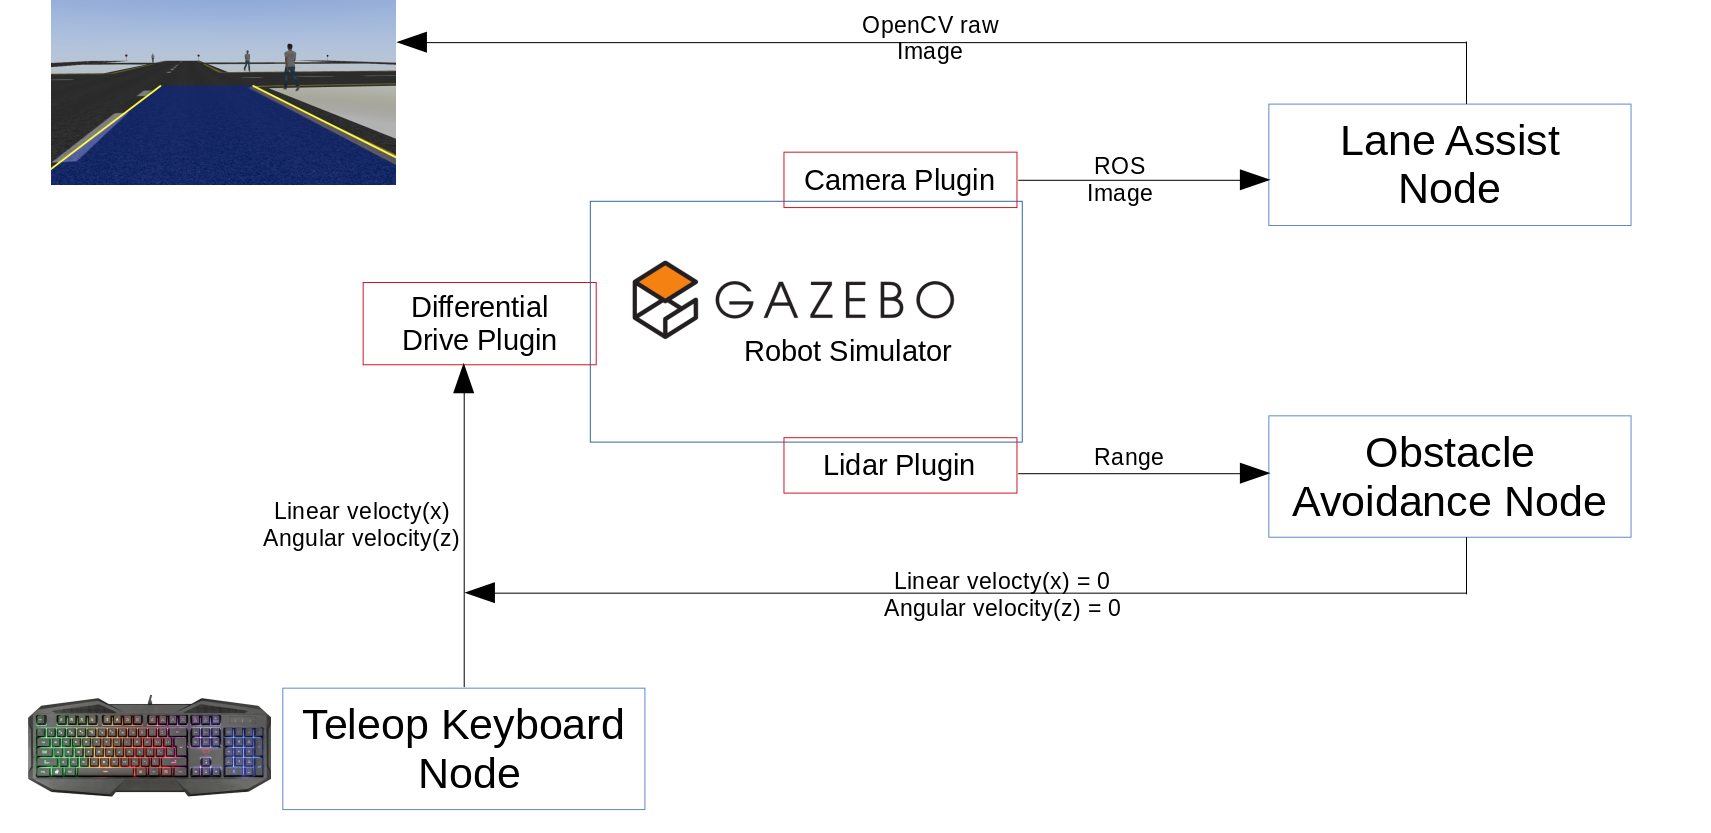 OpenCV raw
Image
Lane Assist
Node
Camera Plugin
ROS
Image
GAZEBO
Robot Simulator
Differential
Drive Plugin
Lidar Plugin
Range
Obstacle
Avoidance Node
Linear velocty(x)
Angular velocity(z)
Linear velocty(x) = 0
Angular velocity(z) = 0
Teleop Keyboard
Node